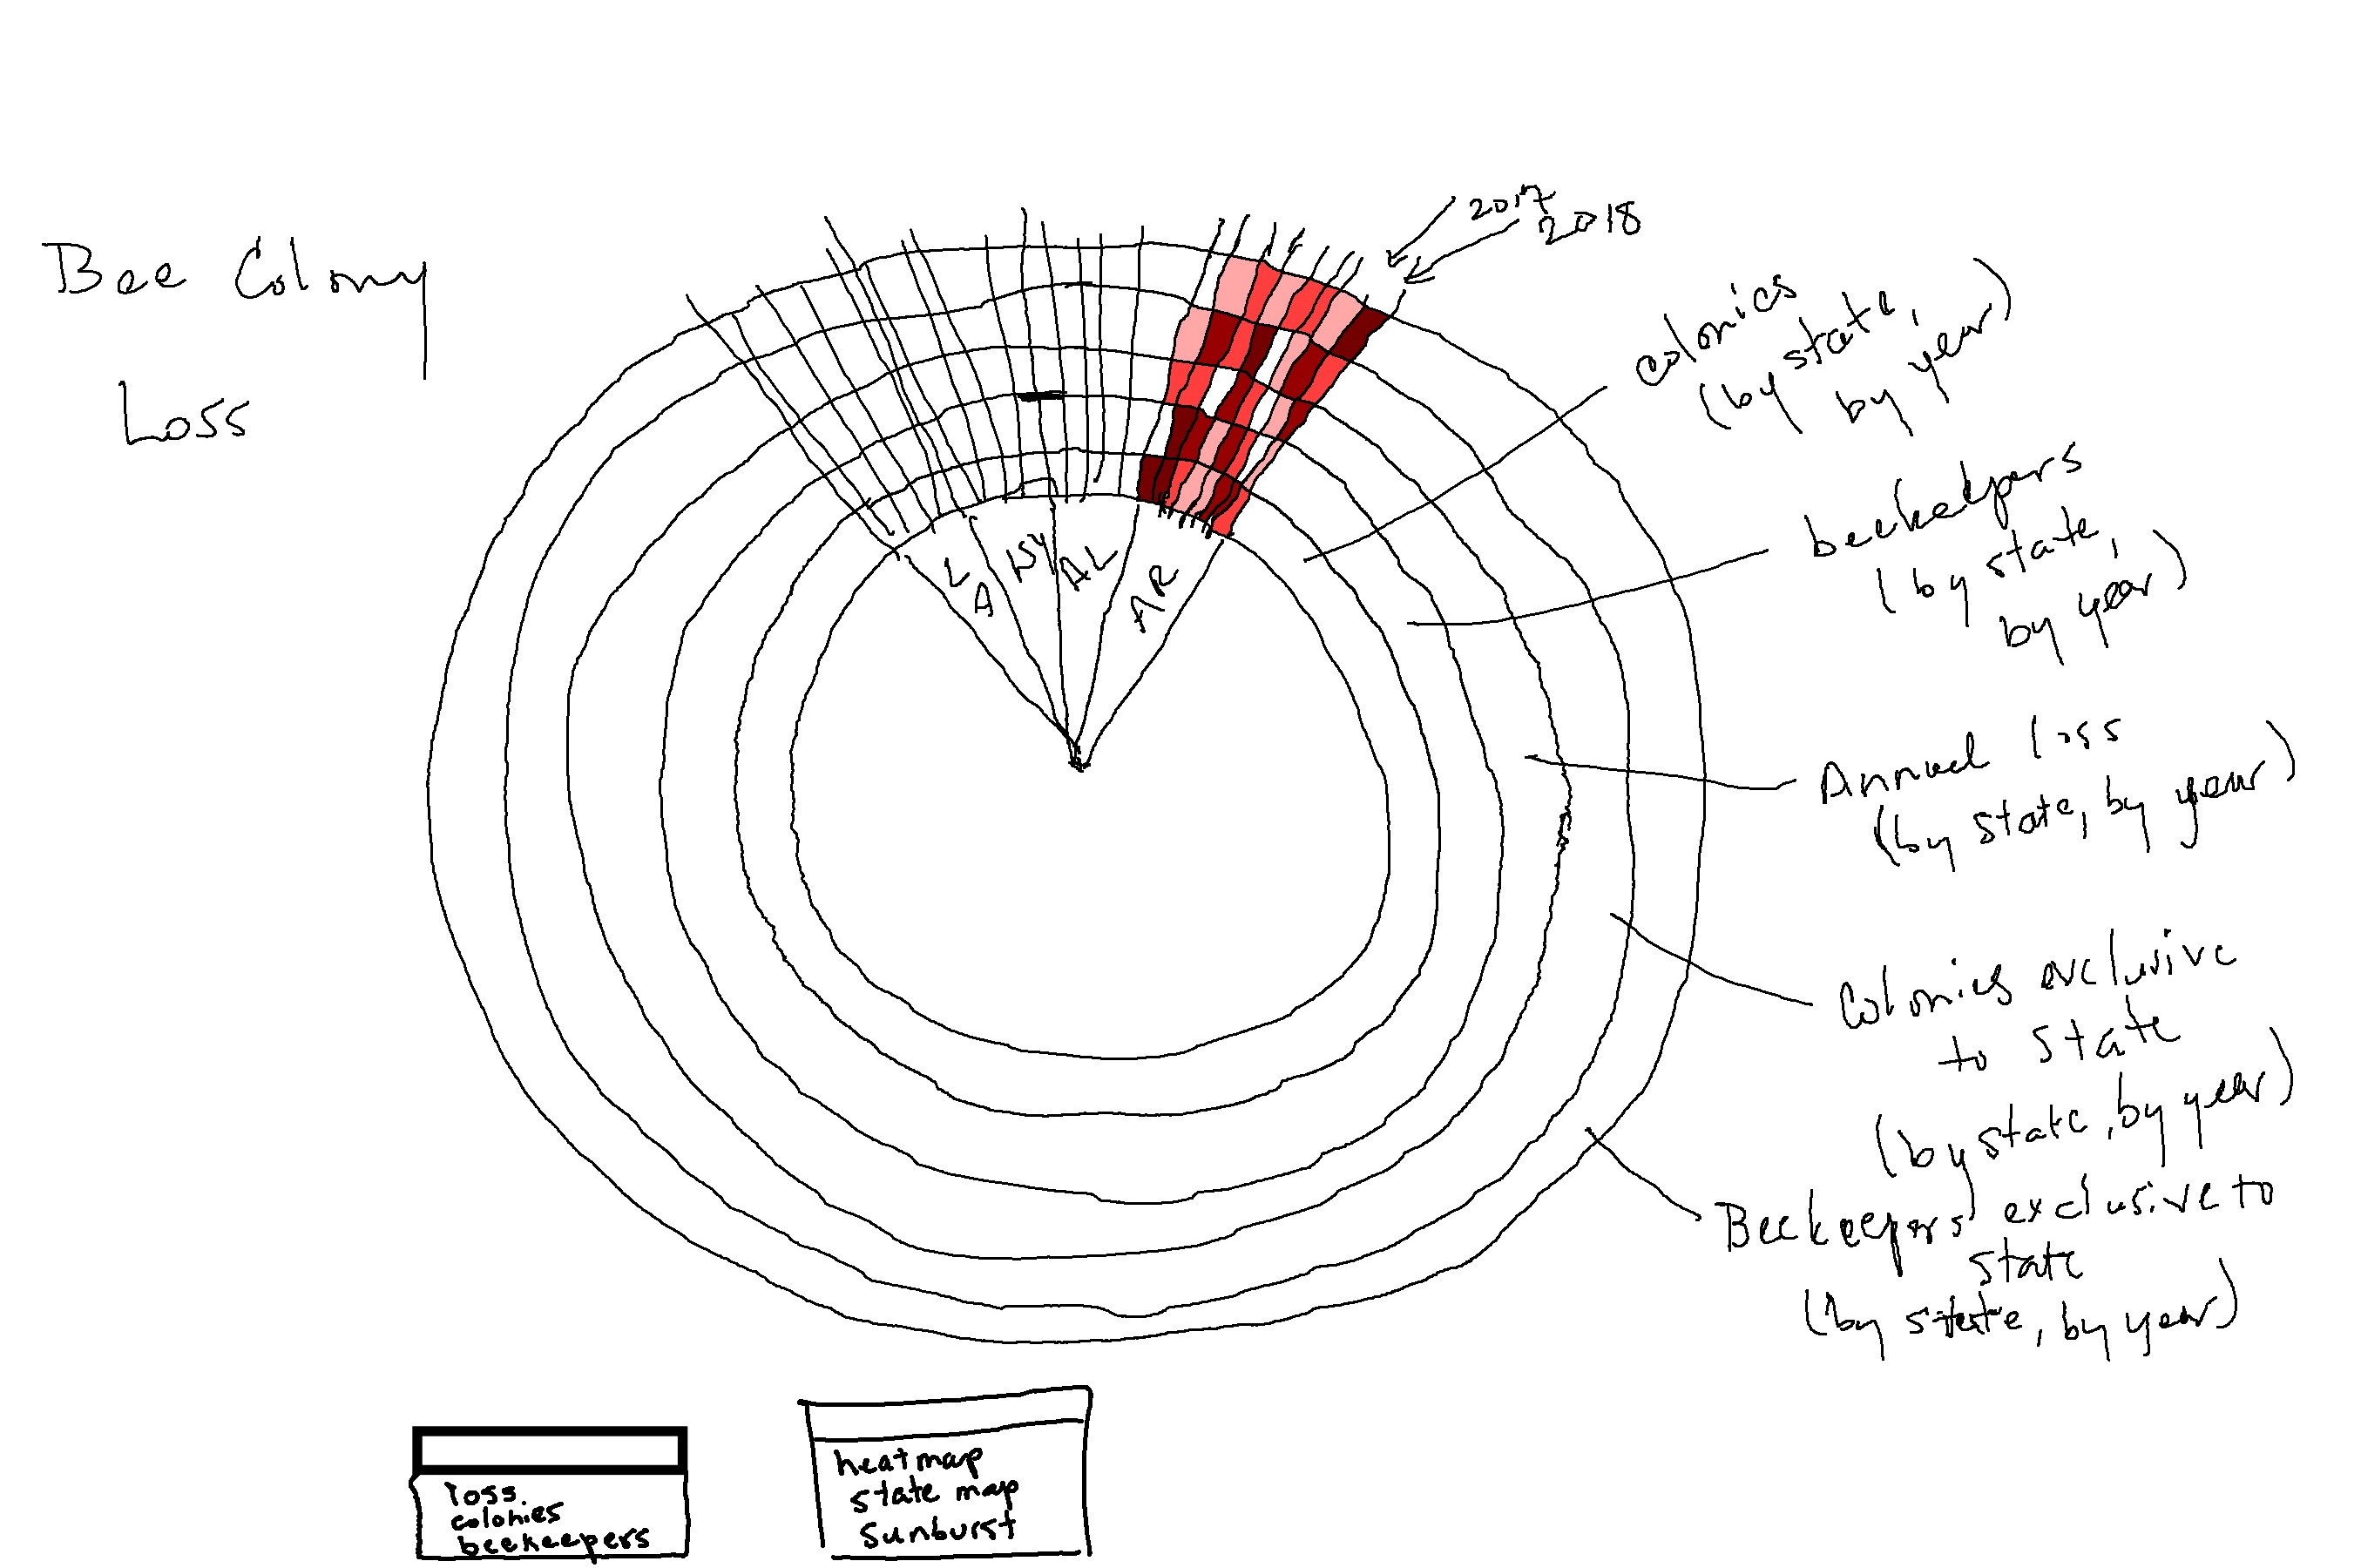 Bee Colony
Loss
2017
2018
colonies
(by state,
by year)
beekeepers
(by state,
by year)
Annual loss
(by state, by year)
Colonies exclusive
to state
(by state, by year)
Beekeepers exclusive to
state
(by state, by year)
LA
NY
AL
AR
loss.
colonies
beekeepers
heatmap
state map
sunburst